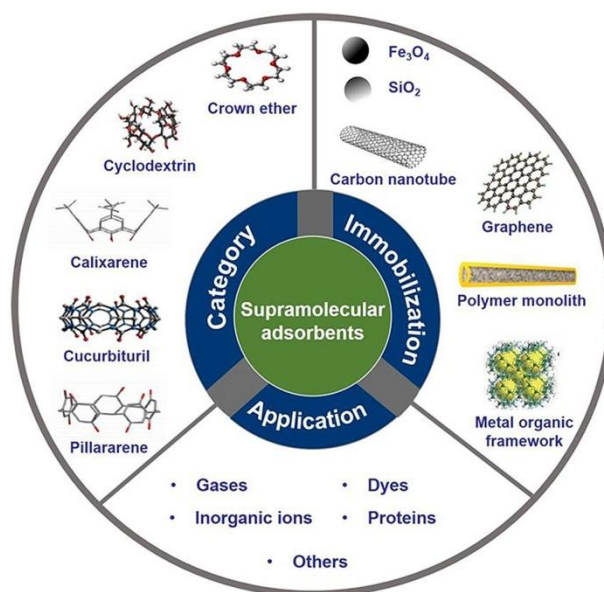 Crown ether
Cyclodextrin
Calixarene
Cucurbituril
Pillararene
Fe₃O₄
SiO₂
Carbon nanotube
Graphene
Polymer monolith
Metal organic
framework
Category
Immobilization
Application
Supramolecular
adsorbents
• Gases • Dyes
• Inorganic ions • Proteins
• Others